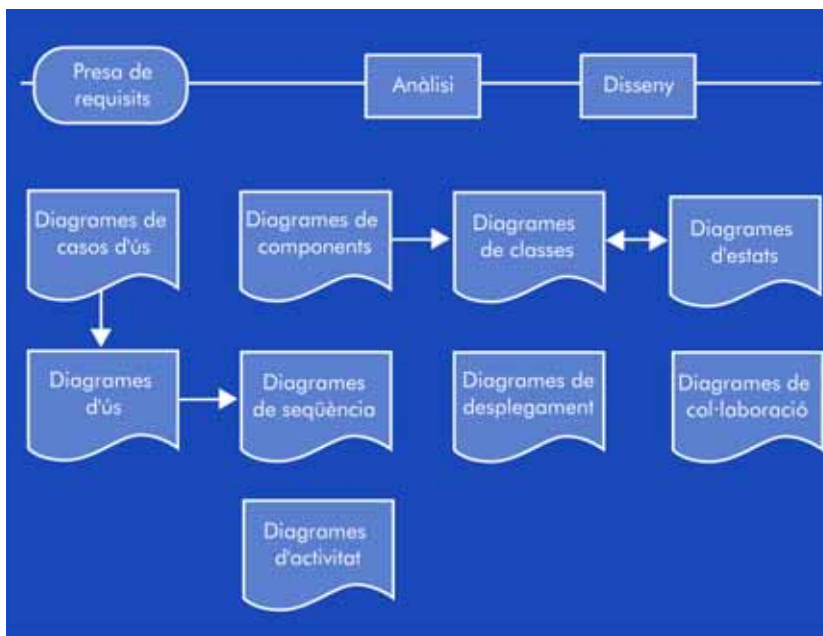 Presa de
requisits
Anàlisi
Disseny
Diagrames de
casos d'ús
Diagrames de
components
Diagrames
de classes
Diagrames
d'estats
Diagrames
d'ús
Diagrames
de seqüència
Diagrames de
desplegament
Diagrames de
col·laboració
Diagrames
d'activitat